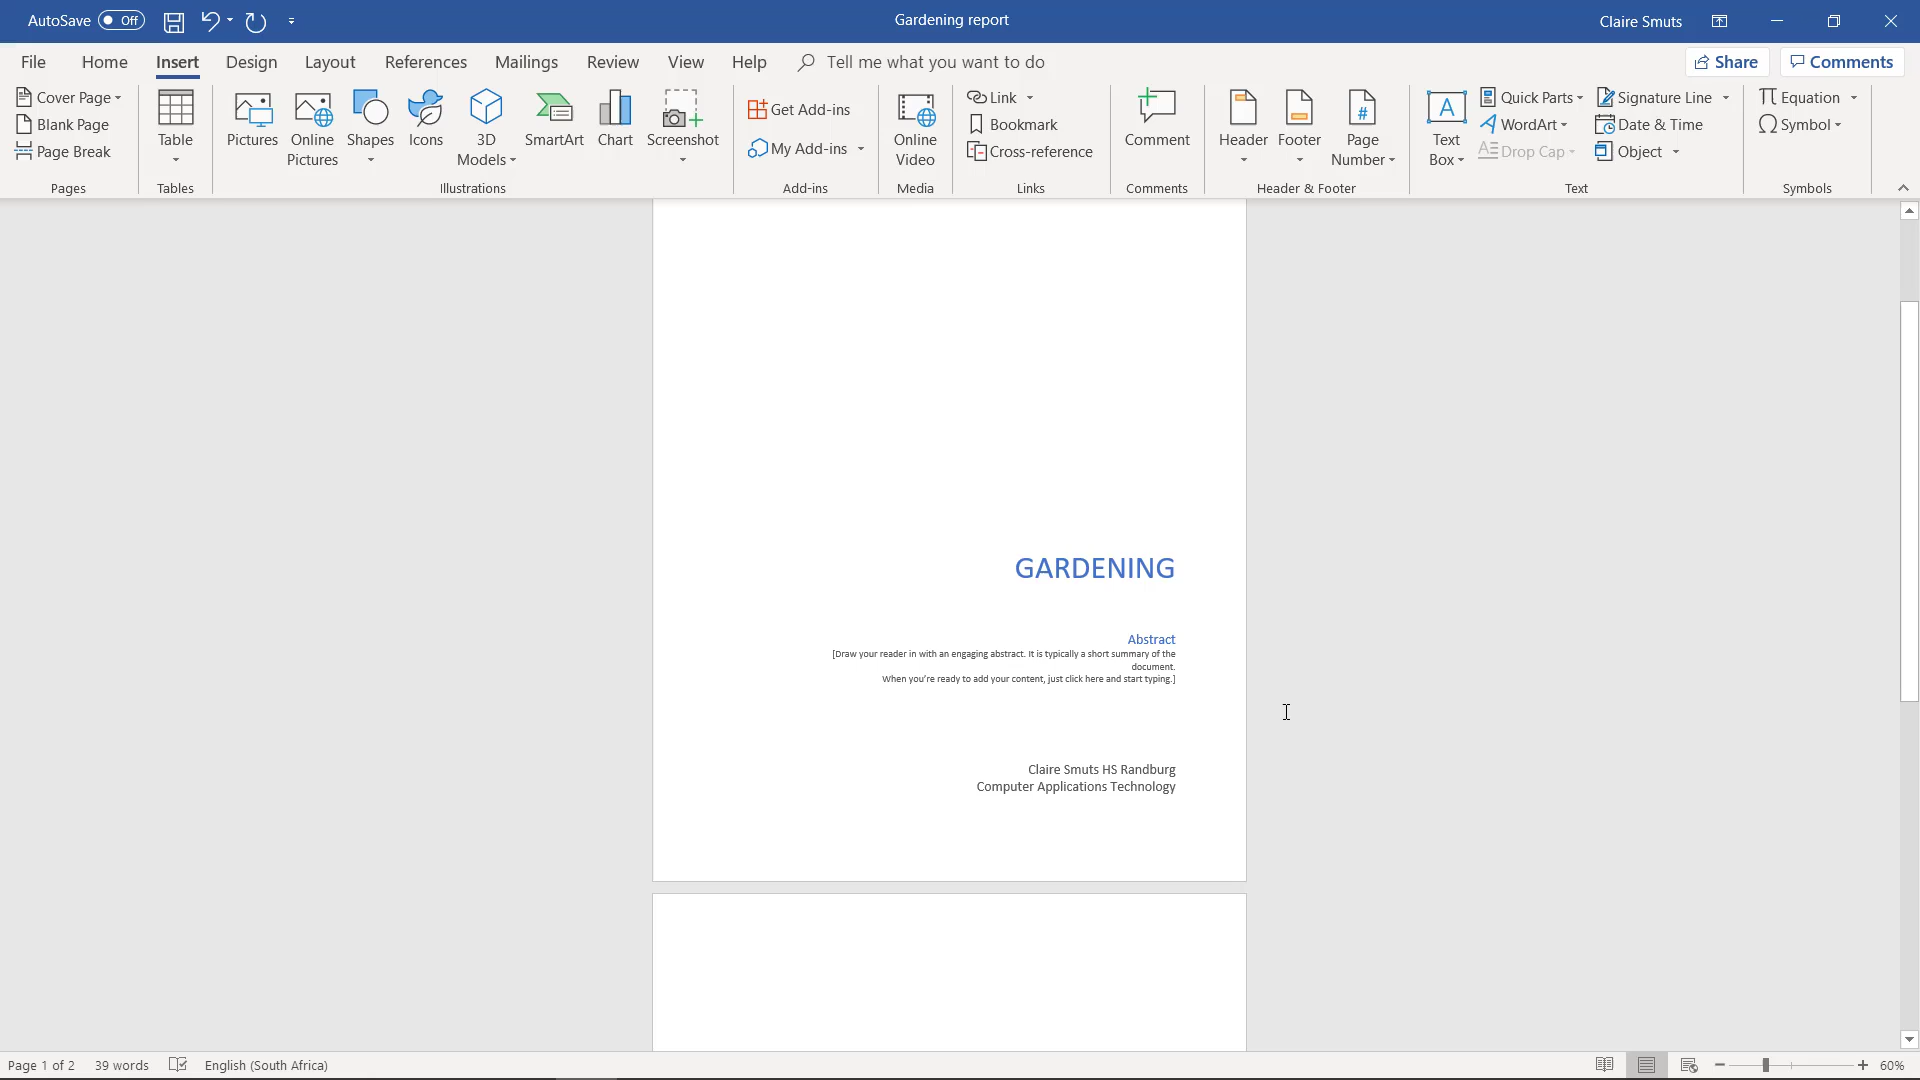 AutoSave Off
Gardening report
Claire Smuts
File Home Insert Design Layout References Mailings Review View Help Tell me what you want to do
Share Comments
Cover Page
Blank Page
Page Break
Pages
Table
Tables
Pictures
Online
Pictures
Shapes
Icons
3D
Models
SmartArt
Chart
Screenshot
Illustrations
Get Add-ins
My Add-ins
Add-ins
Online
Video
Media
Link
Bookmark
Cross-reference
Links
Comment
Comments
Header
Footer
Page
Number
Header & Footer
Text
Box
Quick Parts
WordArt
Drop Cap
Signature Line
Date & Time
Object
Text
Equation
Symbol
Symbols
GARDENING
Abstract
[Draw your reader in with an engaging abstract. It is typically a short summary of the
document.
When you're ready to add your content, just click here and start typing.]
Claire Smuts HS Randburg
Computer Applications Technology
Page 1 of 2 39 words English (South Africa) 60%